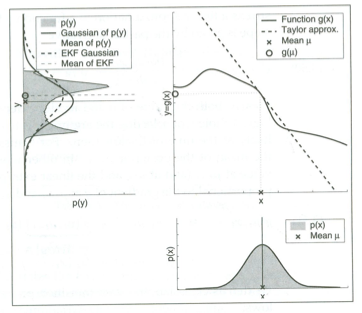 p(y)
Gaussian of p(y)
Mean of p(y)
EKF Gaussian
Mean of EKF
y
p(y)
Function g(x)
Taylor approx.
Mean μ
g(μ)
y=g(x)
x
p(x)
Mean μ
p(x)
x